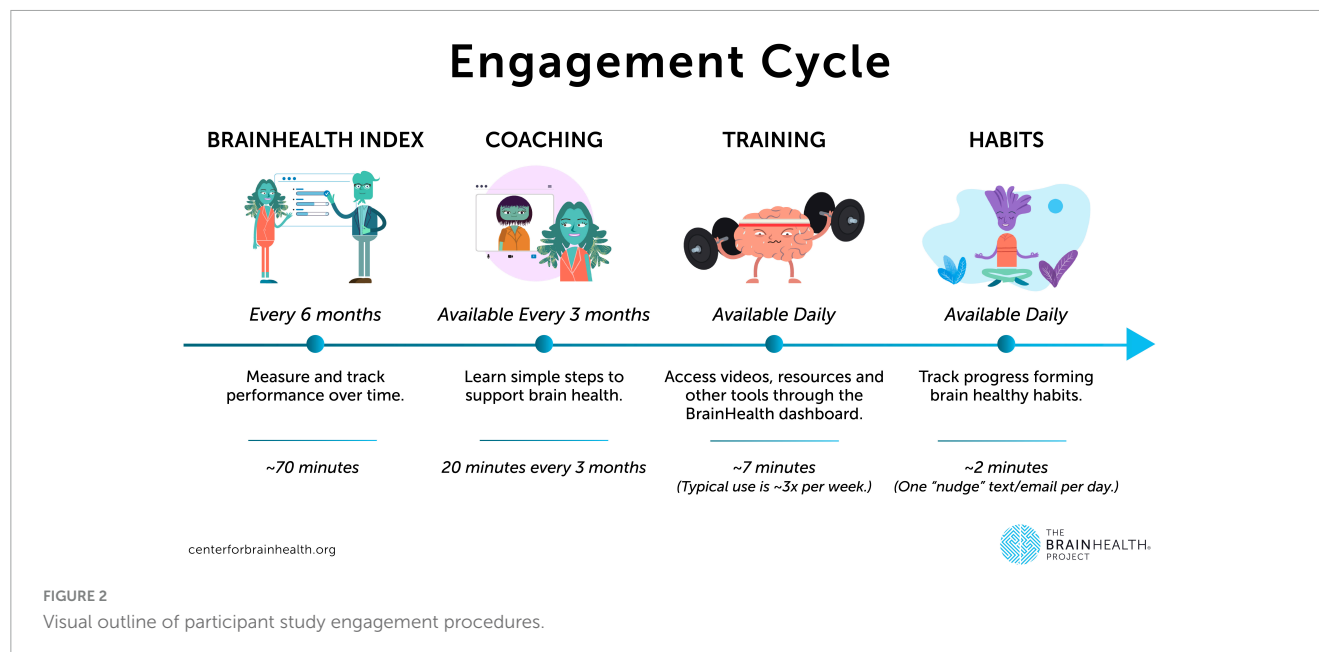 Engagement Cycle
BRAINHEALTH INDEX
COACHING
TRAINING
HABITS
Every 6 months
Available Every 3 months
Available Daily
Available Daily
Measure and track
performance over time.
Learn simple steps to
support brain health.
Access videos, resources and
other tools through the
BrainHealth dashboard.
Track progress forming
brain healthy habits.
~70 minutes
20 minutes every 3 months
~7 minutes
(Typical use is ~3x per week.)
~2 minutes
(One “nudge” text/email per day.)
centerforbrainhealth.org
THE
BRAINHEALTH®
PROJECT
FIGURE 2
Visual outline of participant study engagement procedures.